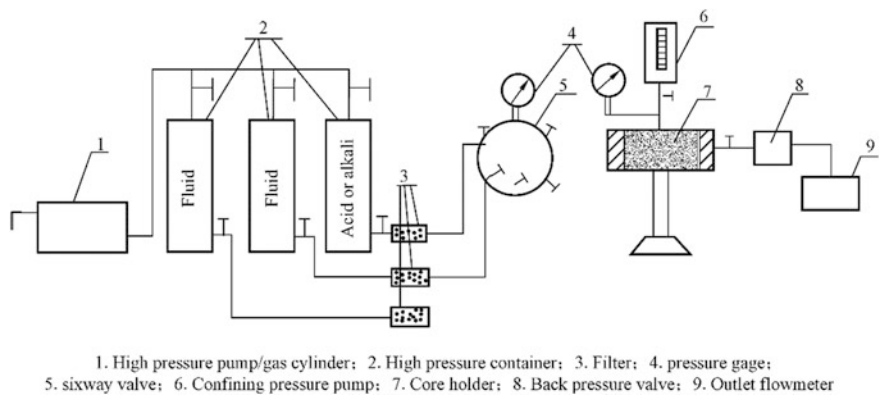 2
6
4
5
7
8
1
3
9
Fluid
Fluid
Acid or alkali
1. High pressure pump/gas cylinder; 2. High pressure container; 3. Filter; 4. pressure gage;
5. sixway valve; 6. Confining pressure pump; 7. Core holder; 8. Back pressure valve; 9. Outlet flowmeter